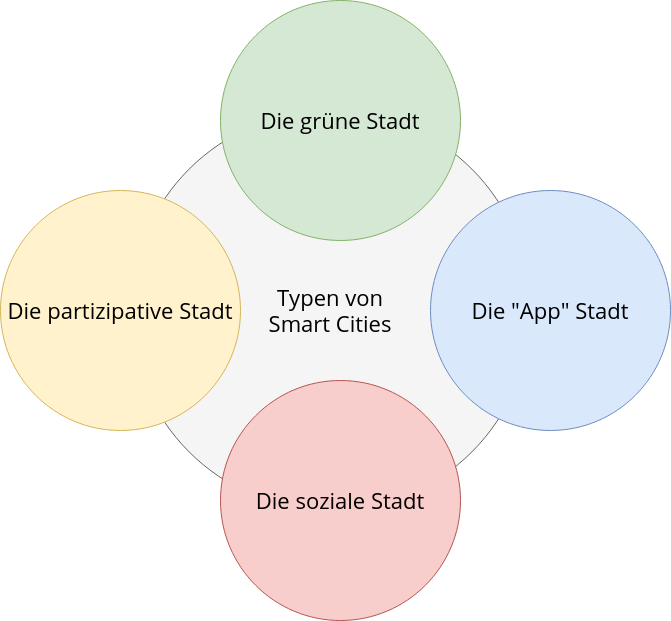 Die grüne Stadt
Die partizipative Stadt
Typen von
Smart Cities
Die "App" Stadt
Die soziale Stadt